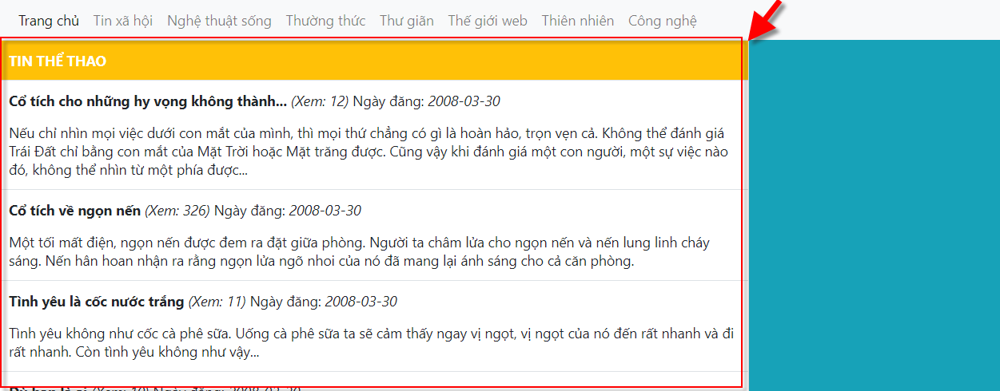 Trang chủ Tin xã hội Nghệ thuật sống Thường thức Thư giãn Thế giới web Thiên nhiên Công nghệ
TIN THỂ THAO
Cổ tích cho những hy vọng không thành... (Xem: 12) Ngày đăng: 2008-03-30
Nếu chỉ nhìn mọi việc dưới con mắt của mình, thì mọi thứ chẳng có gì là hoàn hảo, trọn vẹn cả. Không thể đánh giá
Trái Đất chỉ bằng con mắt của Mặt Trời hoặc Mặt trăng được. Cũng vậy khi đánh giá một con người, một sự việc nào
đó, không thể nhìn từ một phía được...
Cổ tích về ngọn nến (Xem: 326) Ngày đăng: 2008-03-30
Một tối mất điện, ngọn nến được đem ra đặt giữa phòng. Người ta châm lửa cho ngọn nến và nến lung linh cháy
sáng. Nến hân hoan nhận ra rằng ngọn lửa ngõ nhoi của nó đã mang lại ánh sáng cho cả căn phòng.
Tình yêu là cốc nước trắng (Xem: 11) Ngày đăng: 2008-03-30
Tình yêu không như cốc cà phê sữa. Uống cà phê sữa ta sẽ cảm thấy ngay vị ngọt, vị ngọt của nó đến rất nhanh và đi
rất nhanh. Còn tình yêu không như vậy...